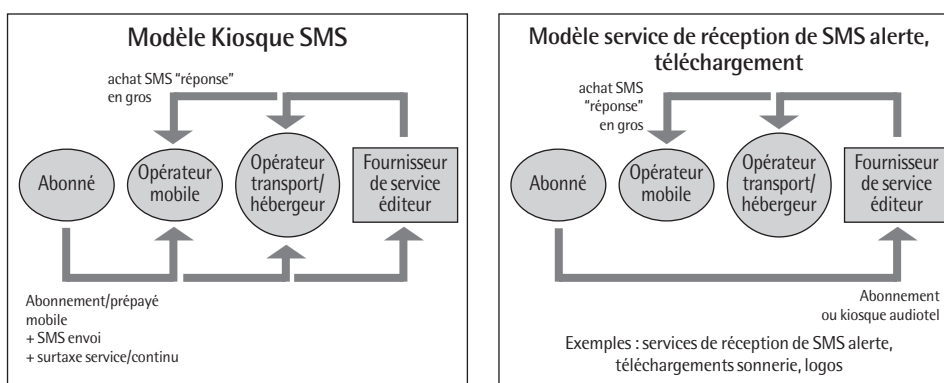 Modèle Kiosque SMS
achat SMS “réponse”
en gros
Abonné
Opérateur
mobile
Opérateur
transport/
hébergeur
Fournisseur
de service
éditeur
Abonnement/prépayé
mobile
+ SMS envoi
+ surtaxe service/continu
Modèle service de réception de SMS alerte,
téléchargement
achat SMS
“réponse”
en gros
Abonné
Opérateur
mobile
Opérateur
transport/
hébergeur
Fournisseur
de service
éditeur
Abonnement
ou kiosque audiotel
Exemples : services de réception de SMS alerte,
téléchargements sonnerie, logos